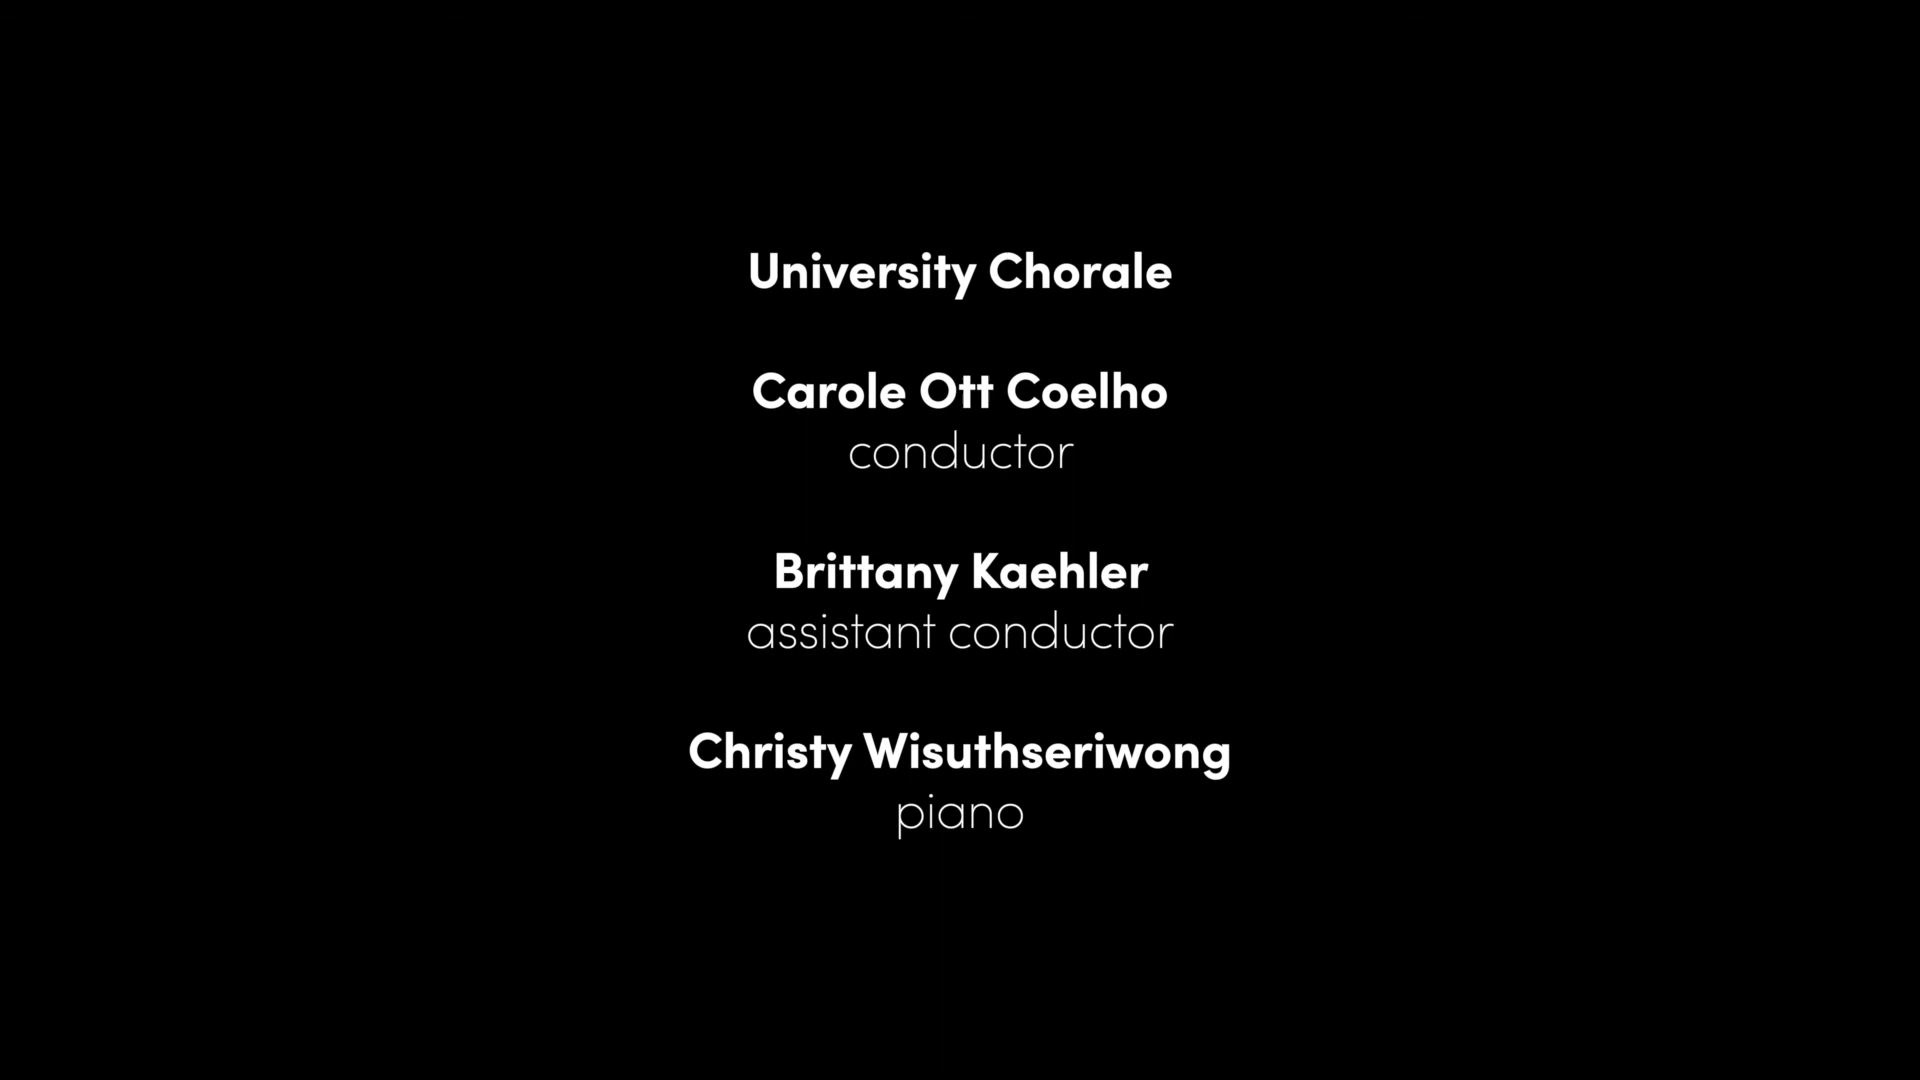 University Chorale
Carole Ott Coelho
conductor
Brittany Kaehler
assistant conductor
Christy Wisuthseriwong
piano